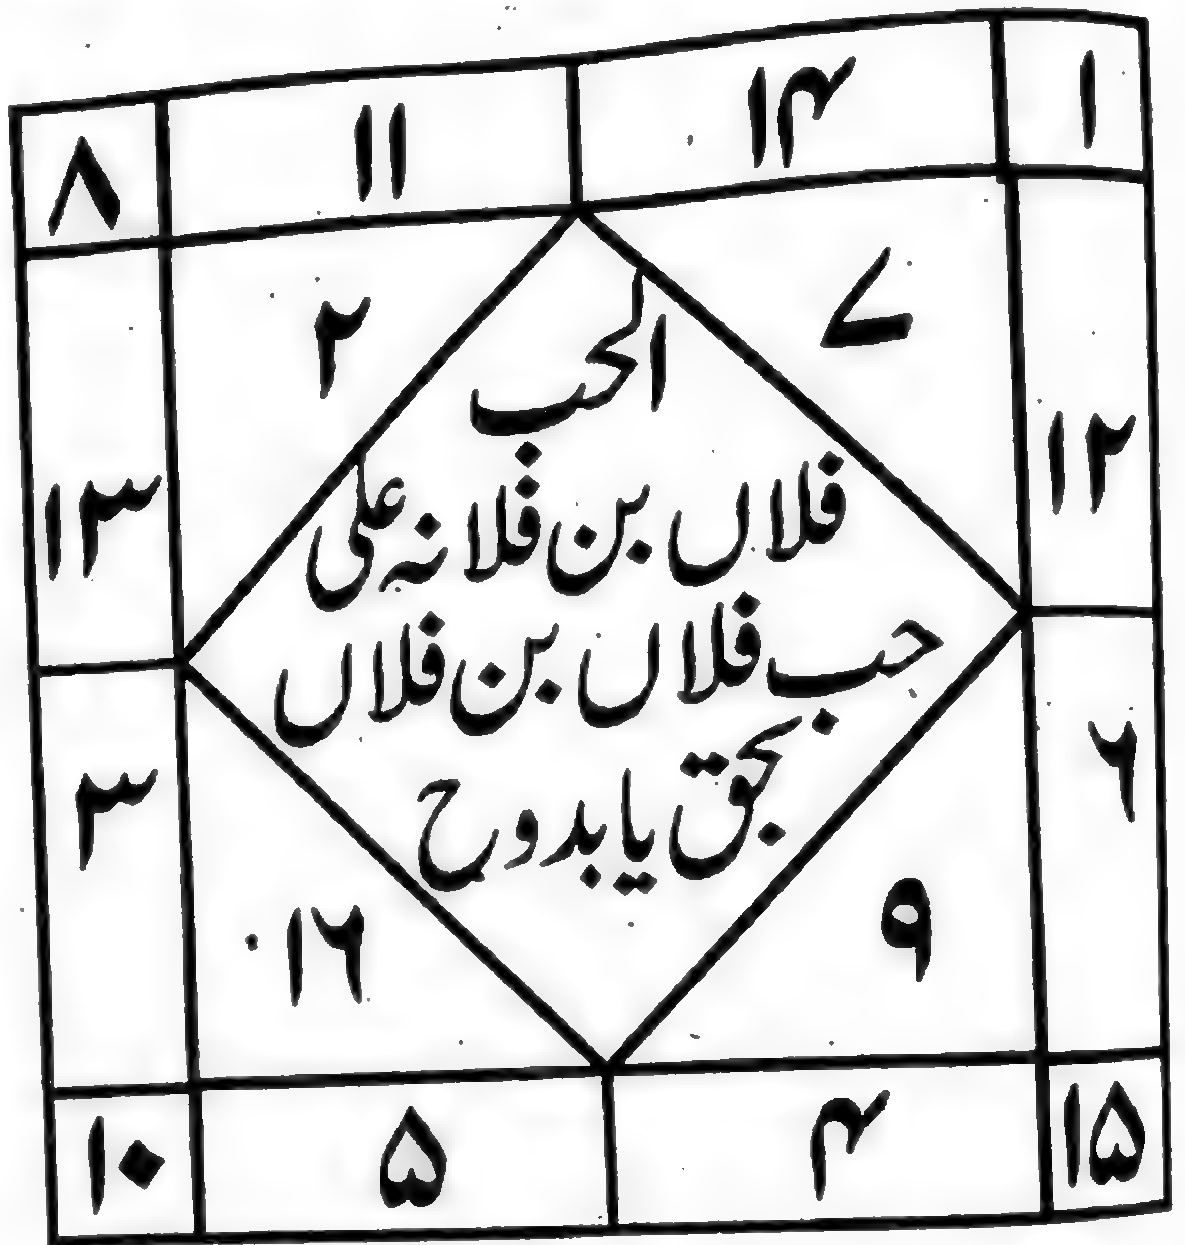 ۸ ۱۱ ۱۴ ۱
۲ ۷
۱۳ ۱۲
الحب
فلاں بن فلانہ علی
حب فلاں بن فلاں
بحق یا بدوح
۳ ۶
۱۶ ۹
۱۰ ۵ ۴ ۱۵